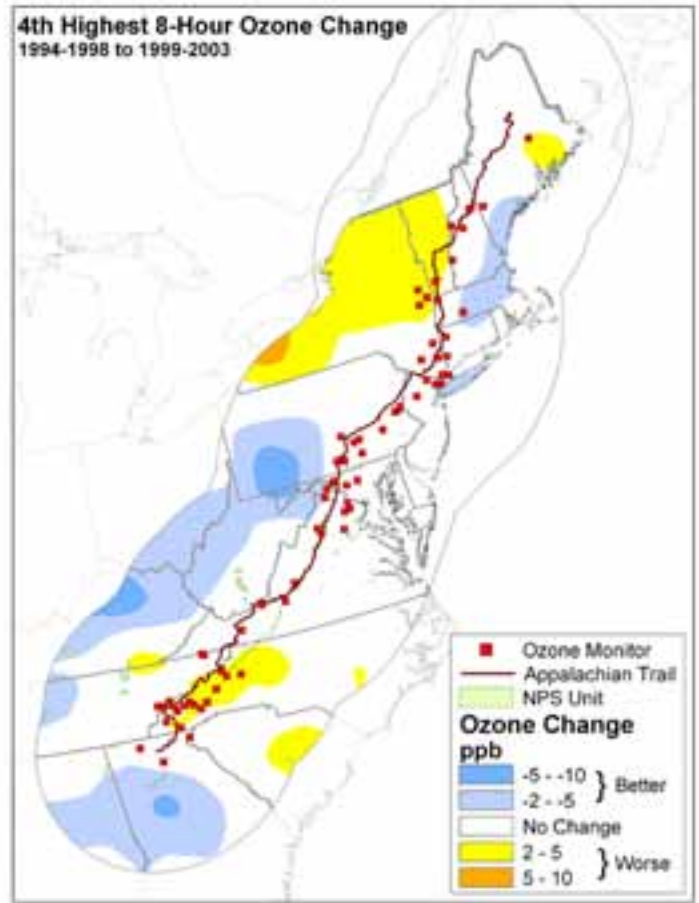 4th Highest 8-Hour Ozone Change
1994-1998 to 1999-2003
Ozone Monitor
Appalachian Trail
NPS Unit
Ozone Change
ppb
-5 - -10
-2 - -5
} Better
No Change
2 - 5
5 - 10
} Worse